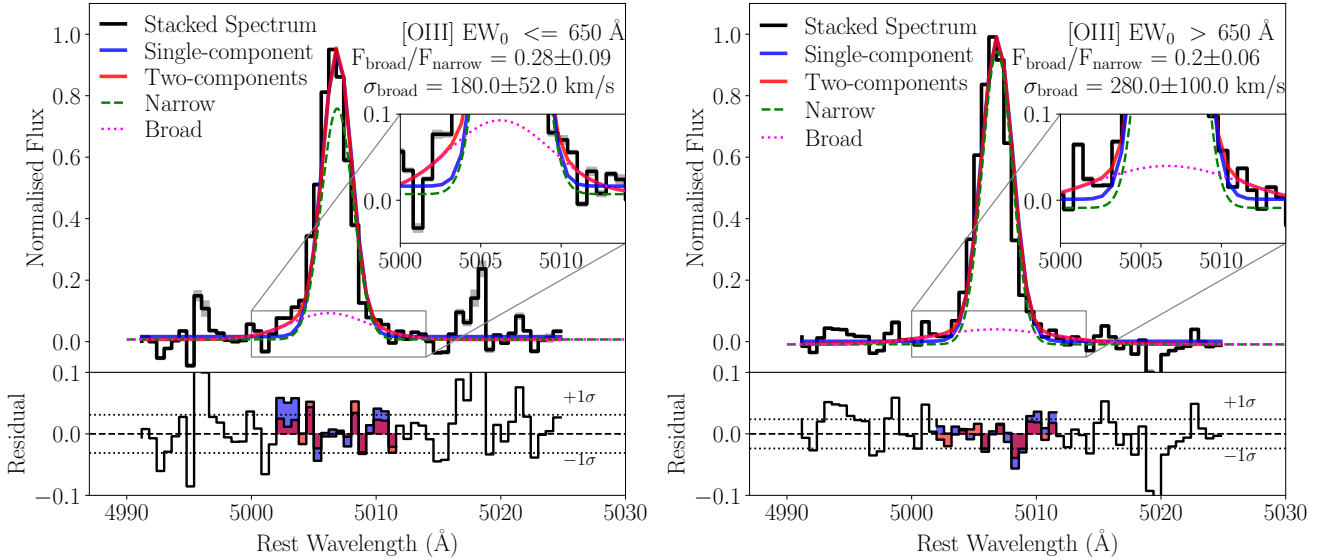 Stacked Spectrum
Single-component
Two-components
Narrow
Broad
[OIII] EW₀ <= 650 Å
F_broad/F_narrow = 0.28±0.09
σ_broad = 180.0±52.0 km/s
1.0
0.8
0.6
0.4
0.2
0.0
Normalised Flux
0.1
0.0
5000 5005 5010
0.1
0.0
−0.1
Residual
+1σ
−1σ
4990 5000 5010 5020 5030
Rest Wavelength (Å)
Stacked Spectrum
Single-component
Two-components
Narrow
Broad
[OIII] EW₀ > 650 Å
F_broad/F_narrow = 0.2±0.06
σ_broad = 280.0±100.0 km/s
1.0
0.8
0.6
0.4
0.2
0.0
Normalised Flux
0.1
0.0
5000 5005 5010
0.1
0.0
−0.1
Residual
+1σ
−1σ
4990 5000 5010 5020 5030
Rest Wavelength (Å)